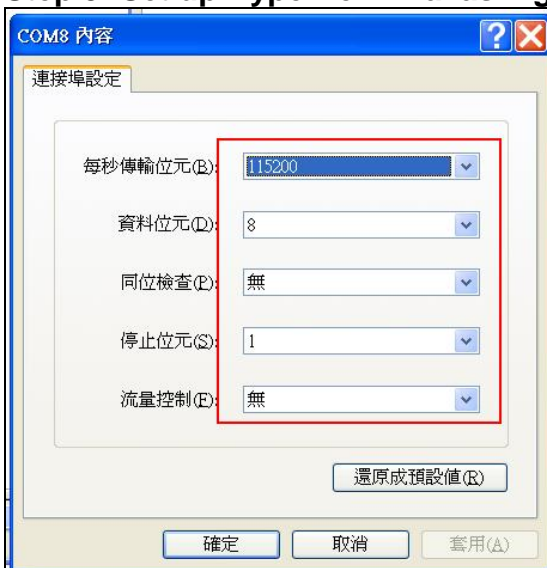 COM8 內容
連接埠設定
每秒傳輸位元(B): 115200
資料位元(D): 8
同位檢查(P): 無
停止位元(S): 1
流量控制(F): 無
還原成預設值(R)
確定 取消 套用(A)